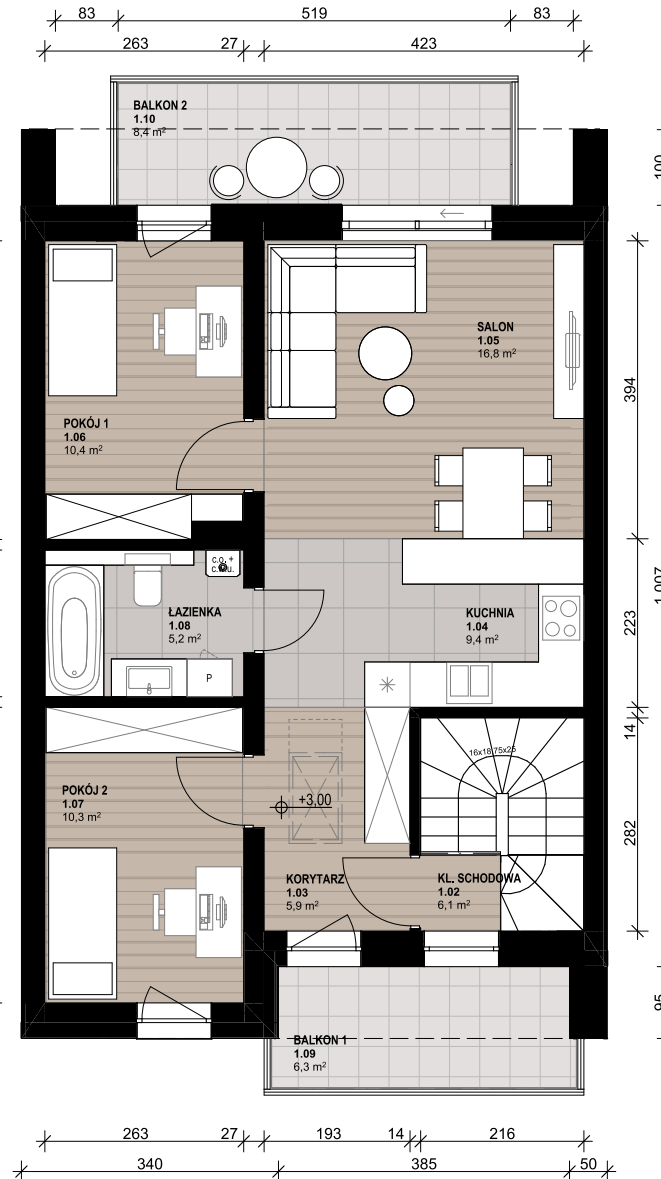 83
519
83
263
27
423
BALKON 2
1.10
8,4 m²
100
SALON
1.05
16,8 m²
394
POKÓJ 1
1.06
10,4 m²
c.o. +
c.w.u.
ŁAZIENKA
1.08
5,2 m²
KUCHNIA
1.04
9,4 m²
1 007
223
P
14
16x18,75x25
POKÓJ 2
1.07
10,3 m²
+3,00
282
KORYTARZ
1.03
5,9 m²
KL. SCHODOWA
1.02
6,1 m²
95
BALKON 1
1.09
6,3 m²
263
27
193
14
216
340
385
50